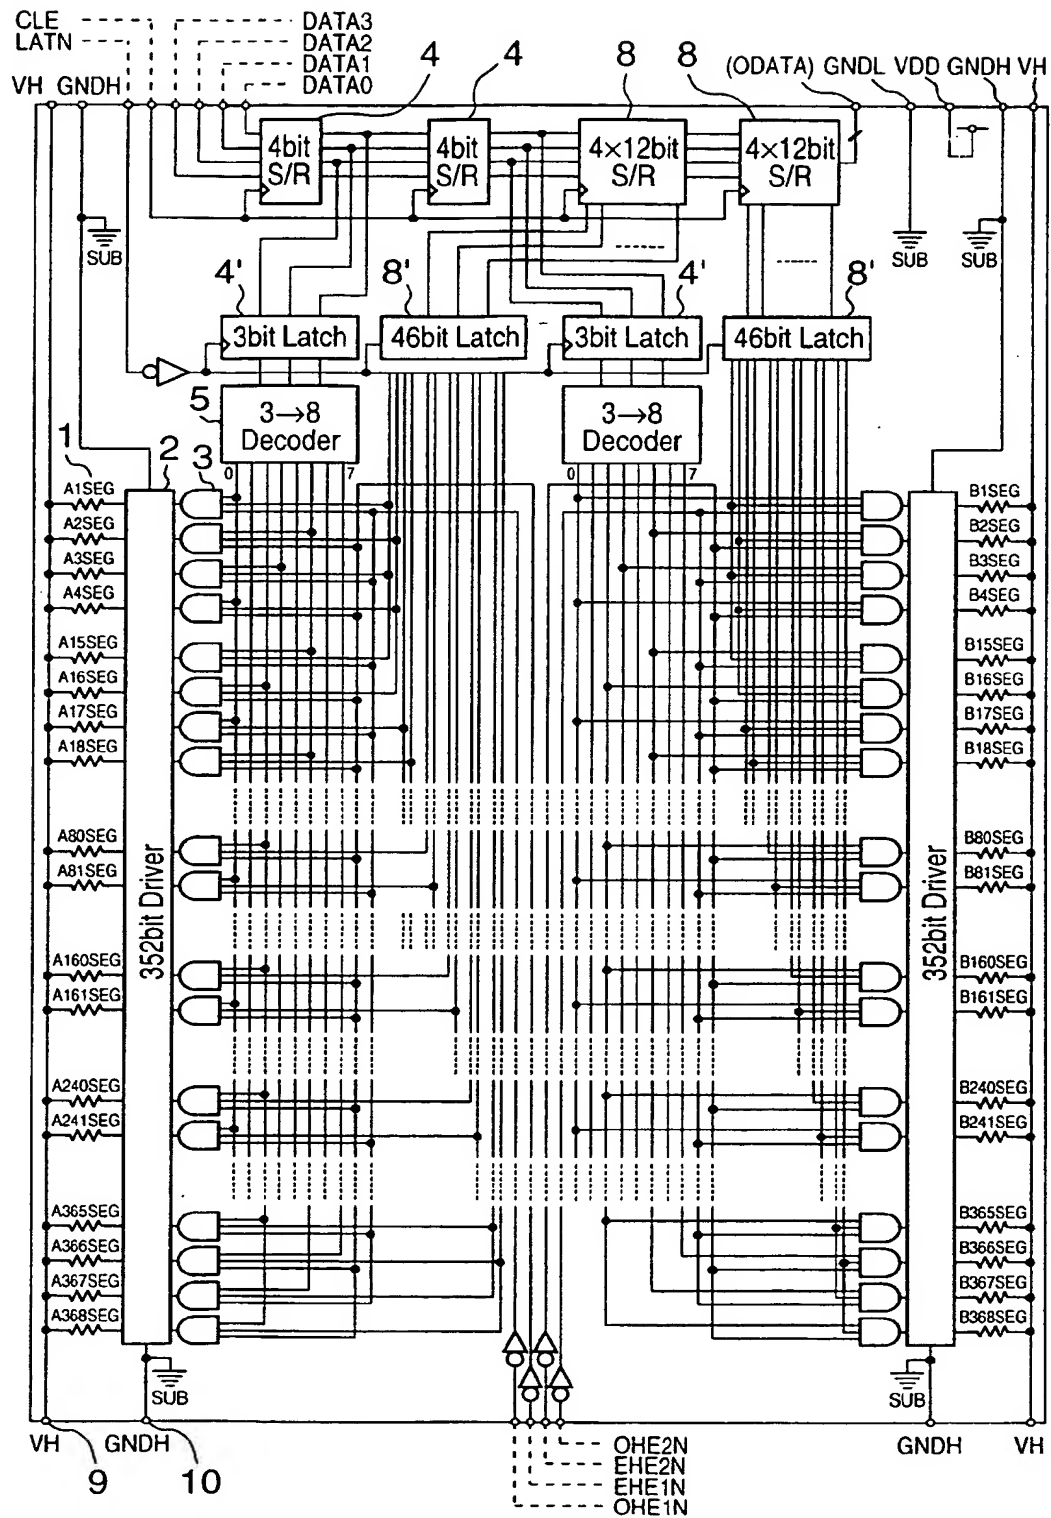 CLE
LATN
DATA3
DATA2
DATA1
DATA0
4
4
8
8
(ODATA) GNDL VDD GNDH VH
VH GNDH
4bit
S/R
4bit
S/R
4×12bit
S/R
4×12bit
S/R
SUB
SUB
SUB
4'
8'
4'
8'
3bit Latch
46bit Latch
3bit Latch
46bit Latch
5
3→8
Decoder
3→8
Decoder
0
7
0
7
1
2
3
A1SEG
A2SEG
A3SEG
A4SEG
A15SEG
A16SEG
A17SEG
A18SEG
A80SEG
A81SEG
A160SEG
A161SEG
A240SEG
A241SEG
A365SEG
A366SEG
A367SEG
A368SEG
352bit Driver
352bit Driver
B1SEG
B2SEG
B3SEG
B4SEG
B15SEG
B16SEG
B17SEG
B18SEG
B80SEG
B81SEG
B160SEG
B161SEG
B240SEG
B241SEG
B365SEG
B366SEG
B367SEG
B368SEG
SUB
SUB
VH
GNDH
9
10
OHE2N
EHE2N
EHE1N
OHE1N
GNDH
VH